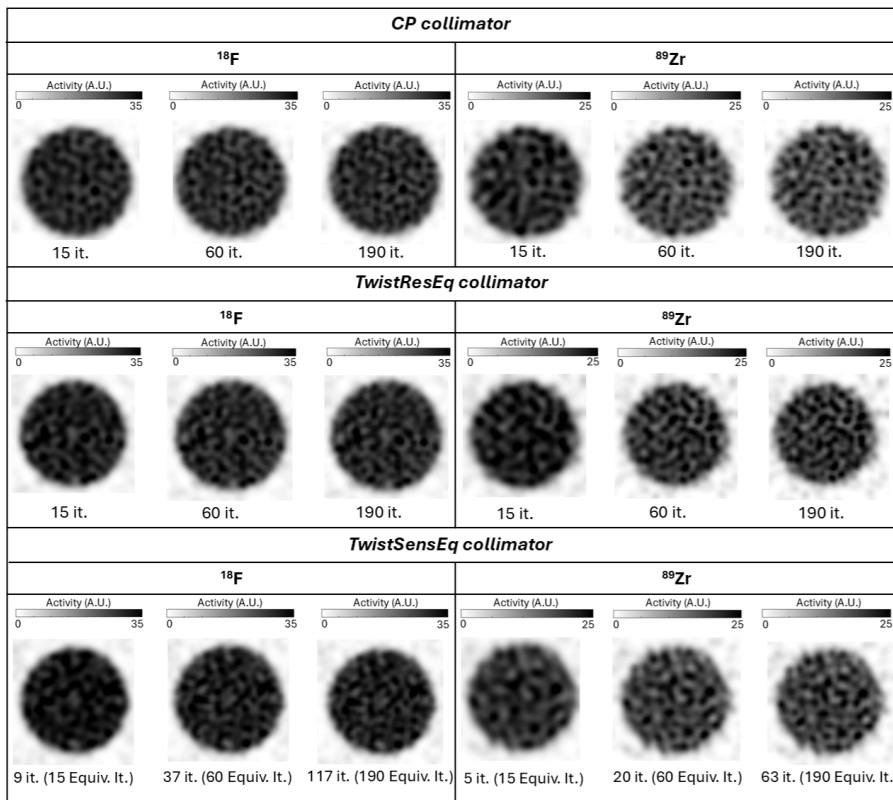 CP collimator
¹⁸F
⁸⁹Zr
Activity (A.U.) Activity (A.U.) Activity (A.U.) Activity (A.U.) Activity (A.U.) Activity (A.U.)
0 35 0 35 0 35 0 25 0 25 0 25
15 it. 60 it. 190 it. 15 it. 60 it. 190 it.
TwistResEq collimator
¹⁸F
⁸⁹Zr
Activity (A.U.) Activity (A.U.) Activity (A.U.) Activity (A.U.) Activity (A.U.) Activity (A.U.)
0 35 0 35 0 35 0 25 0 25 0 25
15 it. 60 it. 190 it. 15 it. 60 it. 190 it.
TwistSensEq collimator
¹⁸F
⁸⁹Zr
Activity (A.U.) Activity (A.U.) Activity (A.U.) Activity (A.U.) Activity (A.U.) Activity (A.U.)
0 35 0 35 0 35 0 25 0 25 0 25
9 it. (15 Equiv. It.) 37 it. (60 Equiv. It.) 117 it. (190 Equiv. It.) 5 it. (15 Equiv. It.) 20 it. (60 Equiv. It.) 63 it. (190 Equiv. It.)